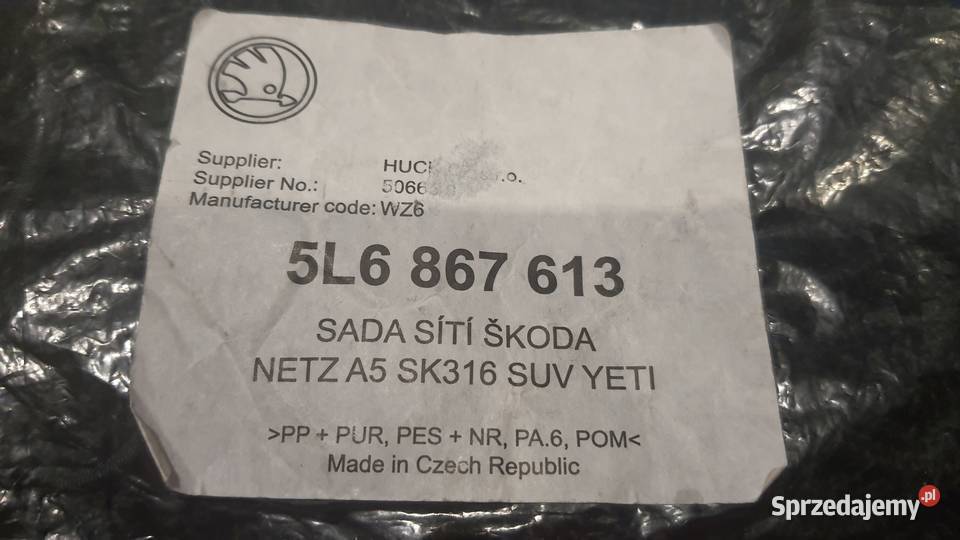 Supplier:
Supplier No.:
Manufacturer code: WZ6
5L6 867 613
SADA SÍTÍ ŠKODA
NETZ A5 SK316 SUV YETI
>PP + PUR, PES + NR, PA.6, POM<
Made in Czech Republic
Sprzedajemy.pl